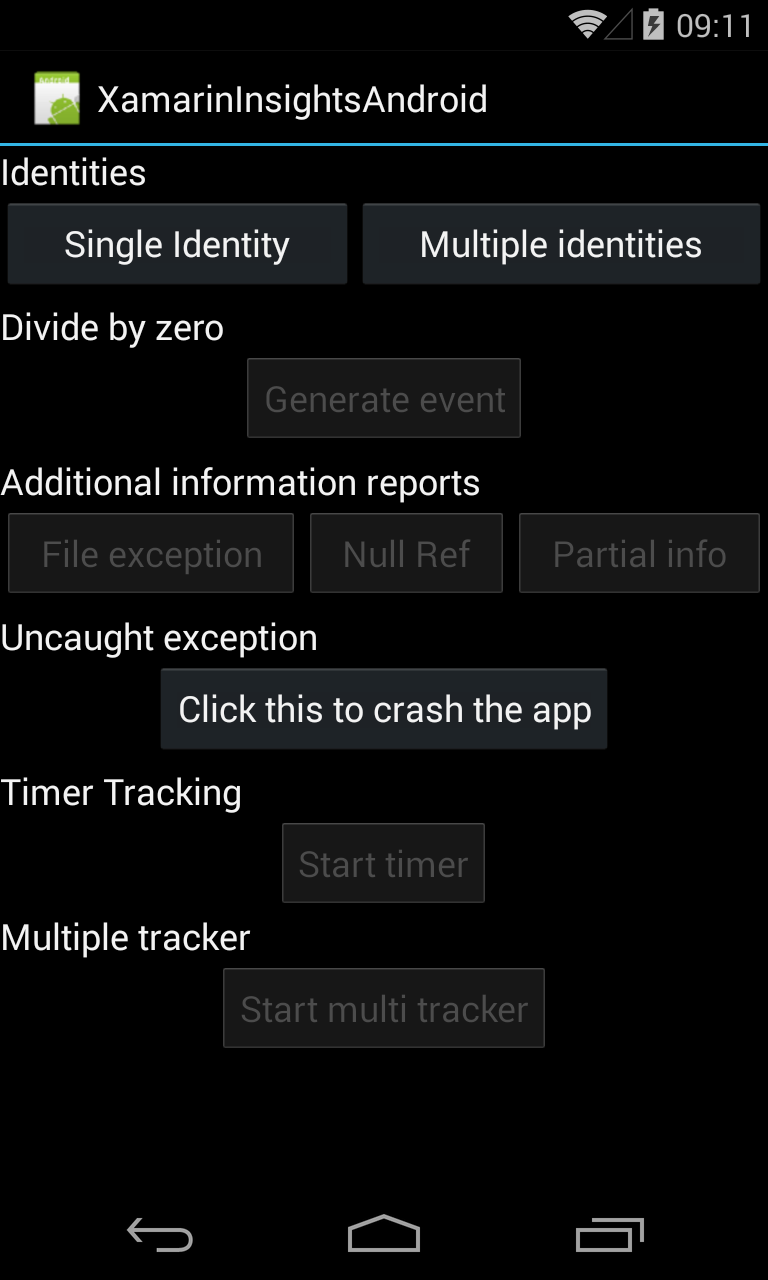 09:11
XamarinInsightsAndroid
Identities
Single Identity Multiple identities
Divide by zero
Generate event
Additional information reports
File exception Null Ref Partial info
Uncaught exception
Click this to crash the app
Timer Tracking
Start timer
Multiple tracker
Start multi tracker